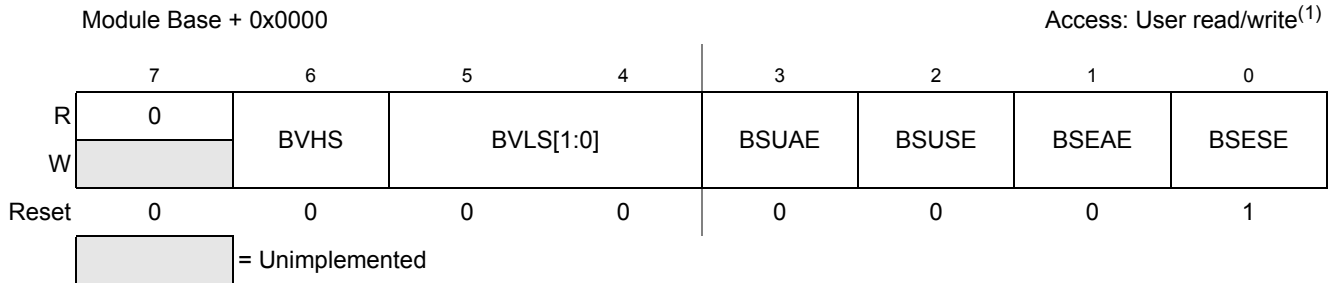 Module Base + 0x0000 Access: User read/write(1)
7 6 5 4 3 2 1 0
R 0 BVHS BVLS[1:0] BSUAE BSUSE BSEAE BSESE
W
Reset 0 0 0 0 0 0 0 1
= Unimplemented